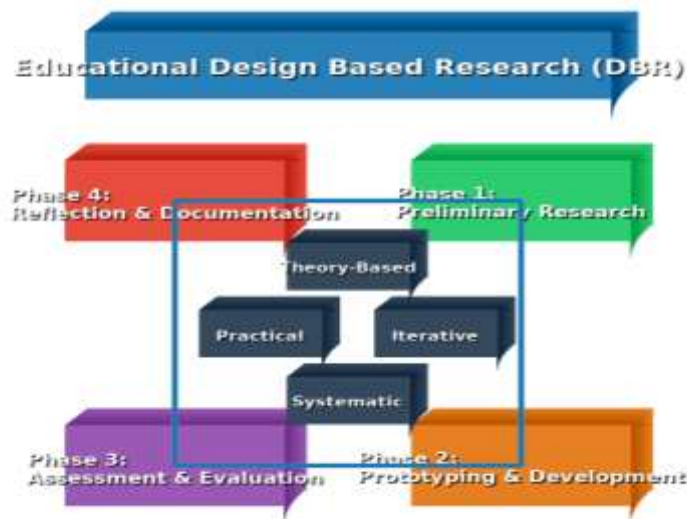 Educational Design Based Research (DBR)
Phase 4:
Reflection & Documentation
Phase 1:
Preliminary Research
Theory-Based
Practical
Iterative
Systematic
Phase 3:
Assessment & Evaluation
Phase 2:
Prototyping & Development